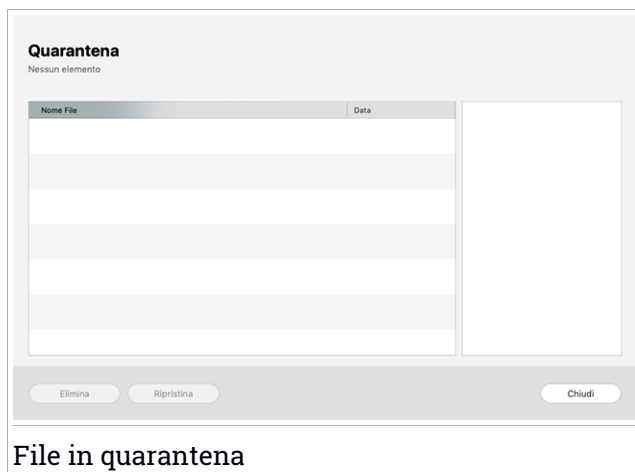 Quarantena
Nessun elemento
Nome File Data
Elimina Ripristina Chiudi
File in quarantena